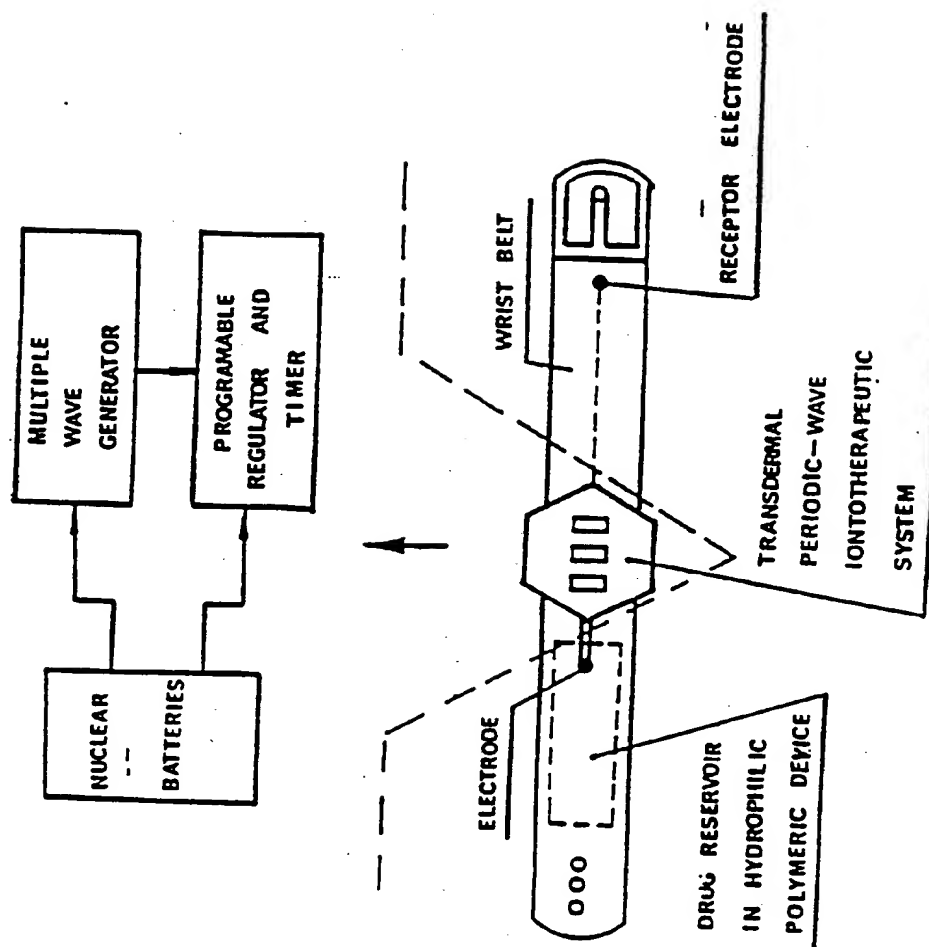 NUCLEAR
--
BATTERIES
MULTIPLE
WAVE
GENERATOR
PROGRAMABLE
REGULATOR AND
TIMER
ELECTRODE
WRIST BELT
DRUG RESERVOIR
IN HYDROPHILIC
POLYMERIC DEVICE
TRANSDERMAL
PERIODIC-WAVE
IONTOTHERAPEUTIC
SYSTEM
RECEPTOR ELECTRODE